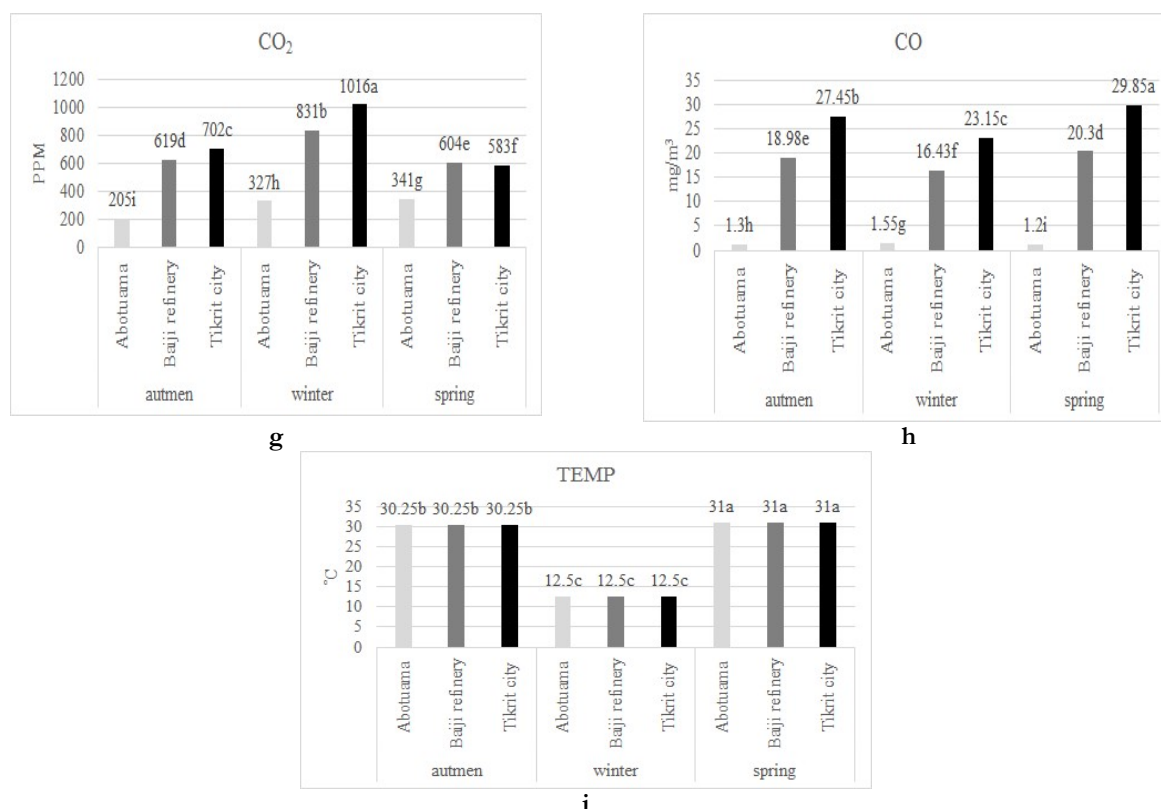 CO₂
PPM
1200
1000
800
600
400
200
0
205i
619d
702c
327h
831b
1016a
341g
604e
583f
Abotuama
Baiji refinery
Tikrit city
Abotuama
Baiji refinery
Tikrit city
Abotuama
Baiji refinery
Tikrit city
autmen
winter
spring
g
CO
mg/m³
35
30
25
20
15
10
5
0
1.3h
18.98e
27.45b
1.55g
16.43f
23.15c
1.2i
20.3d
29.85a
Abotuama
Baiji refinery
Tikrit city
Abotuama
Baiji refinery
Tikrit city
Abotuama
Baiji refinery
Tikrit city
autmen
winter
spring
h
TEMP
°C
35
30
25
20
15
10
5
0
30.25b
30.25b
30.25b
12.5c
12.5c
12.5c
31a
31a
31a
Abotuama
Baiji refinery
Tikrit city
Abotuama
Baiji refinery
Tikrit city
Abotuama
Baiji refinery
Tikrit city
autmen
winter
spring
i